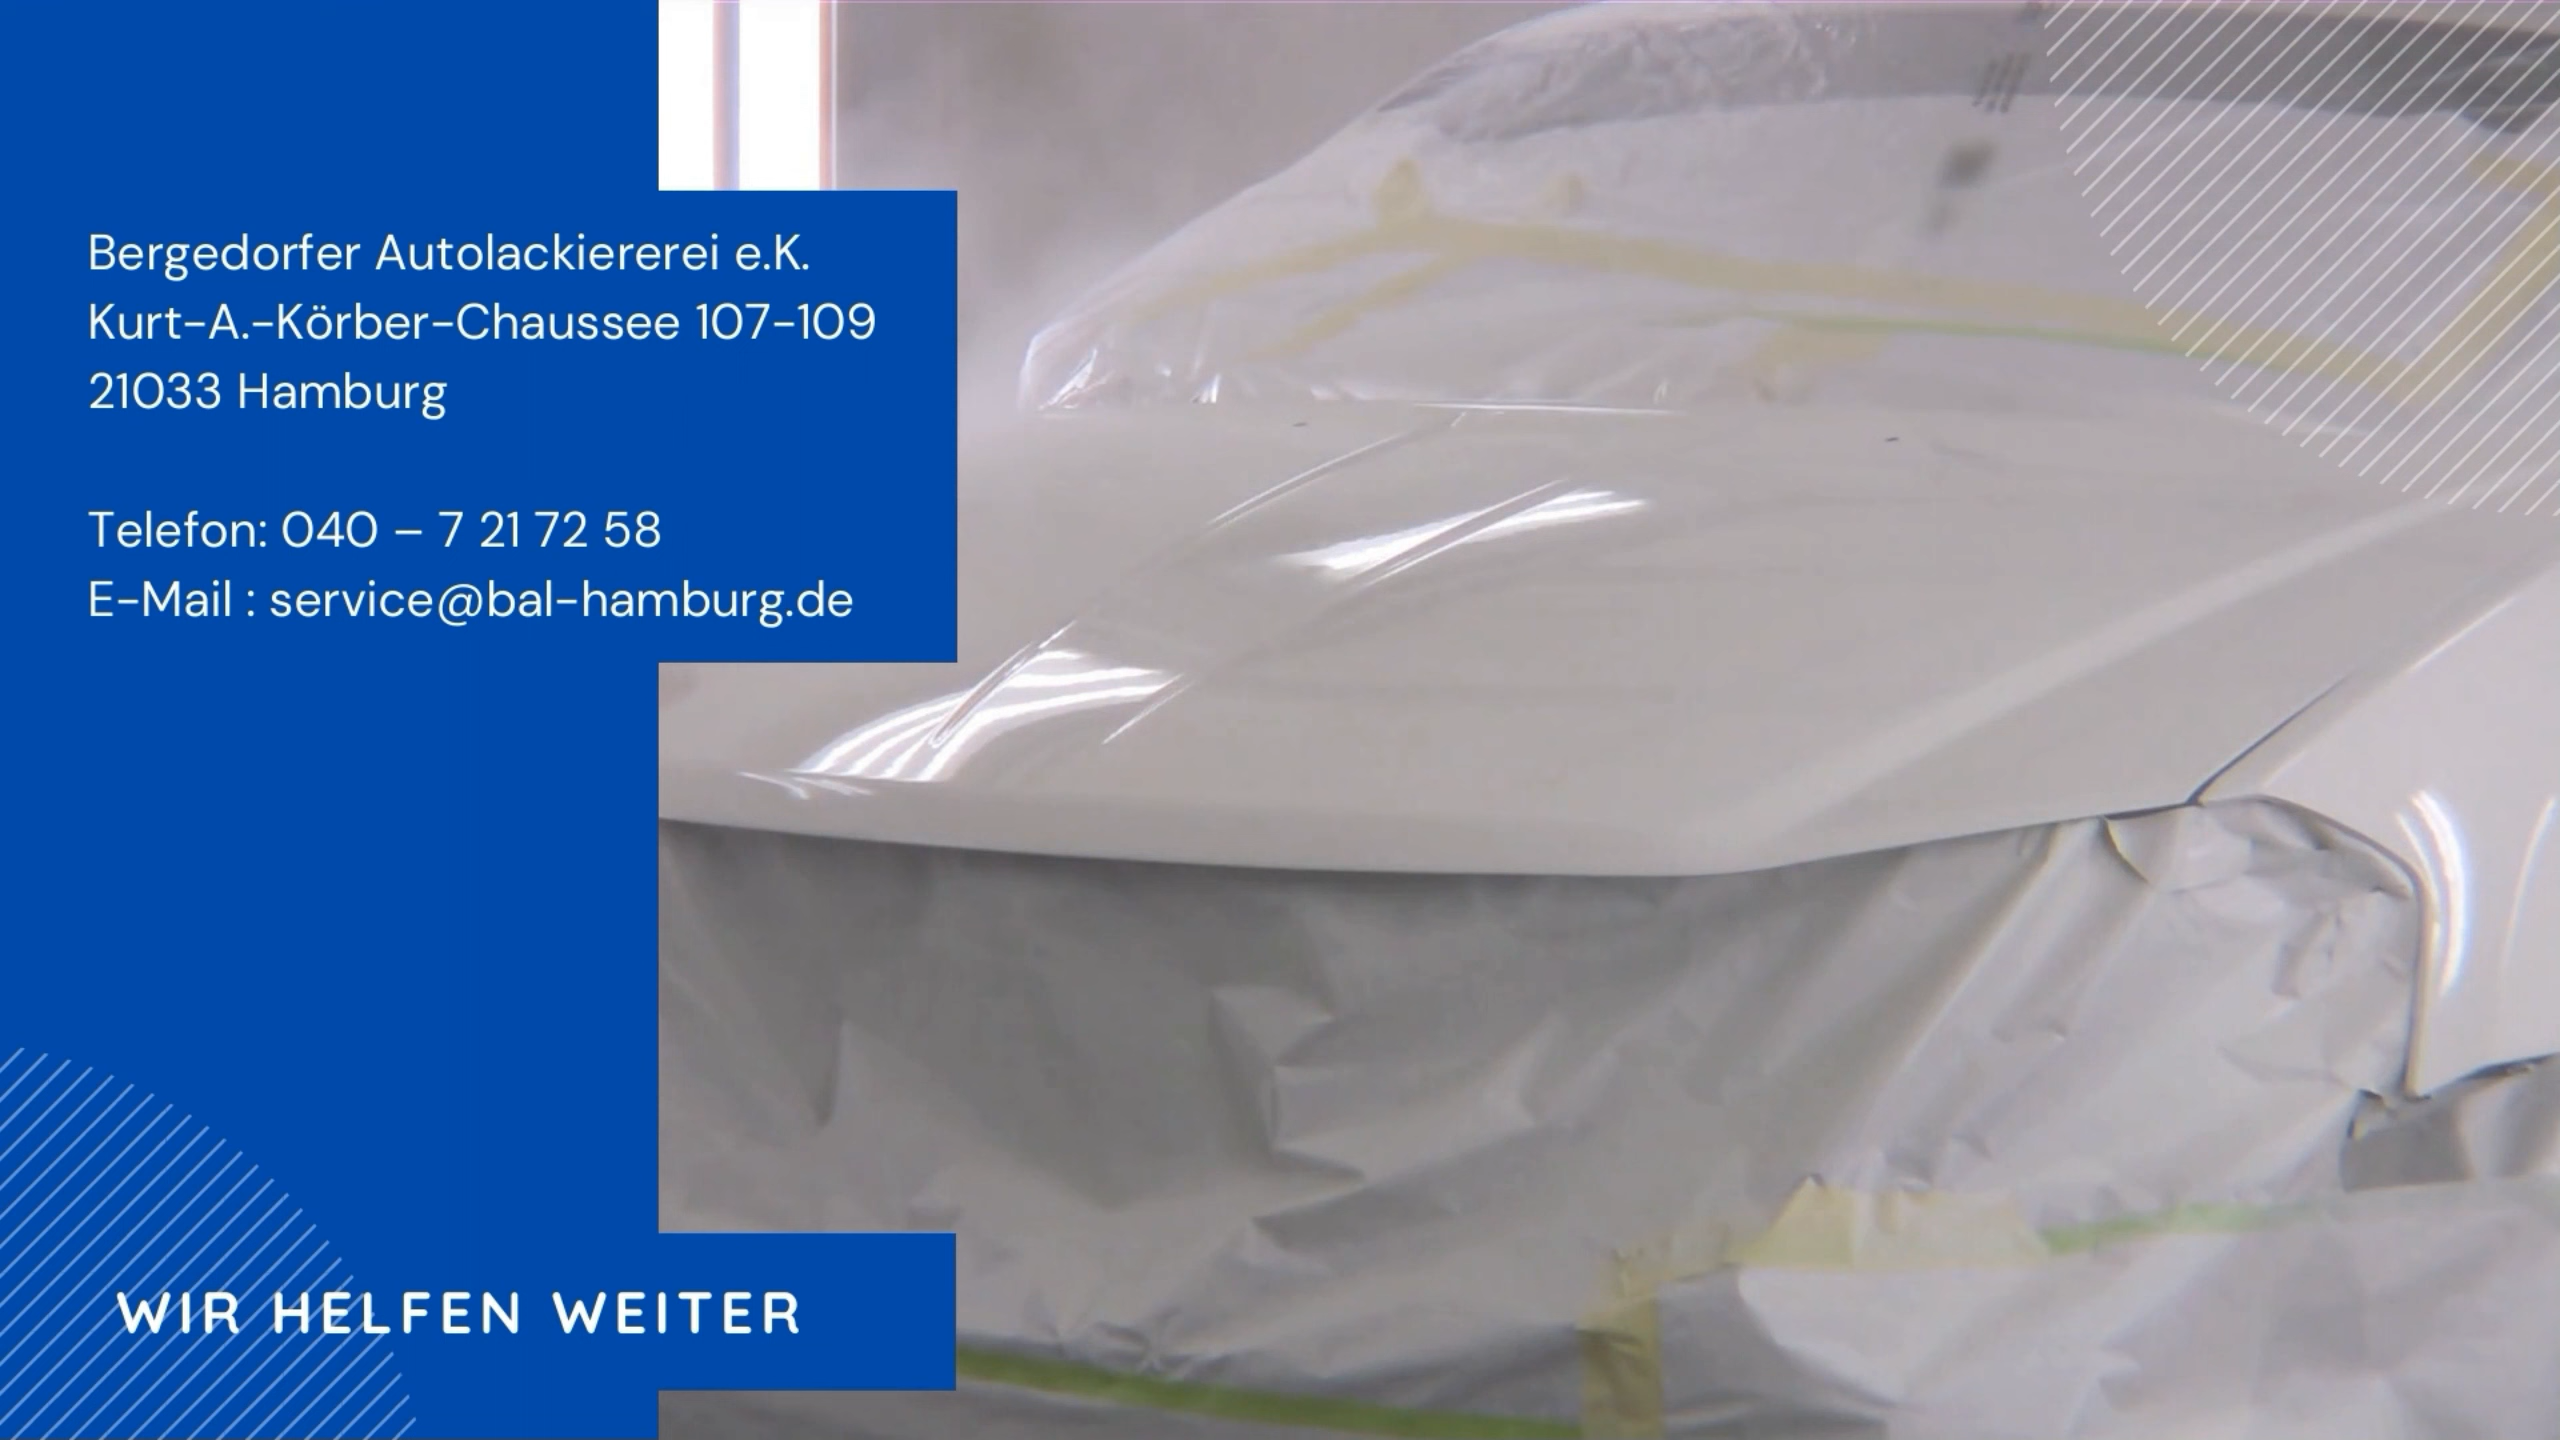 Bergedorfer Autolackiererei e.K.
Kurt-A.-Körber-Chaussee 107-109
21033 Hamburg
Telefon: 040 – 7 21 72 58
E-Mail : service@bal-hamburg.de
WIR HELFEN WEITER